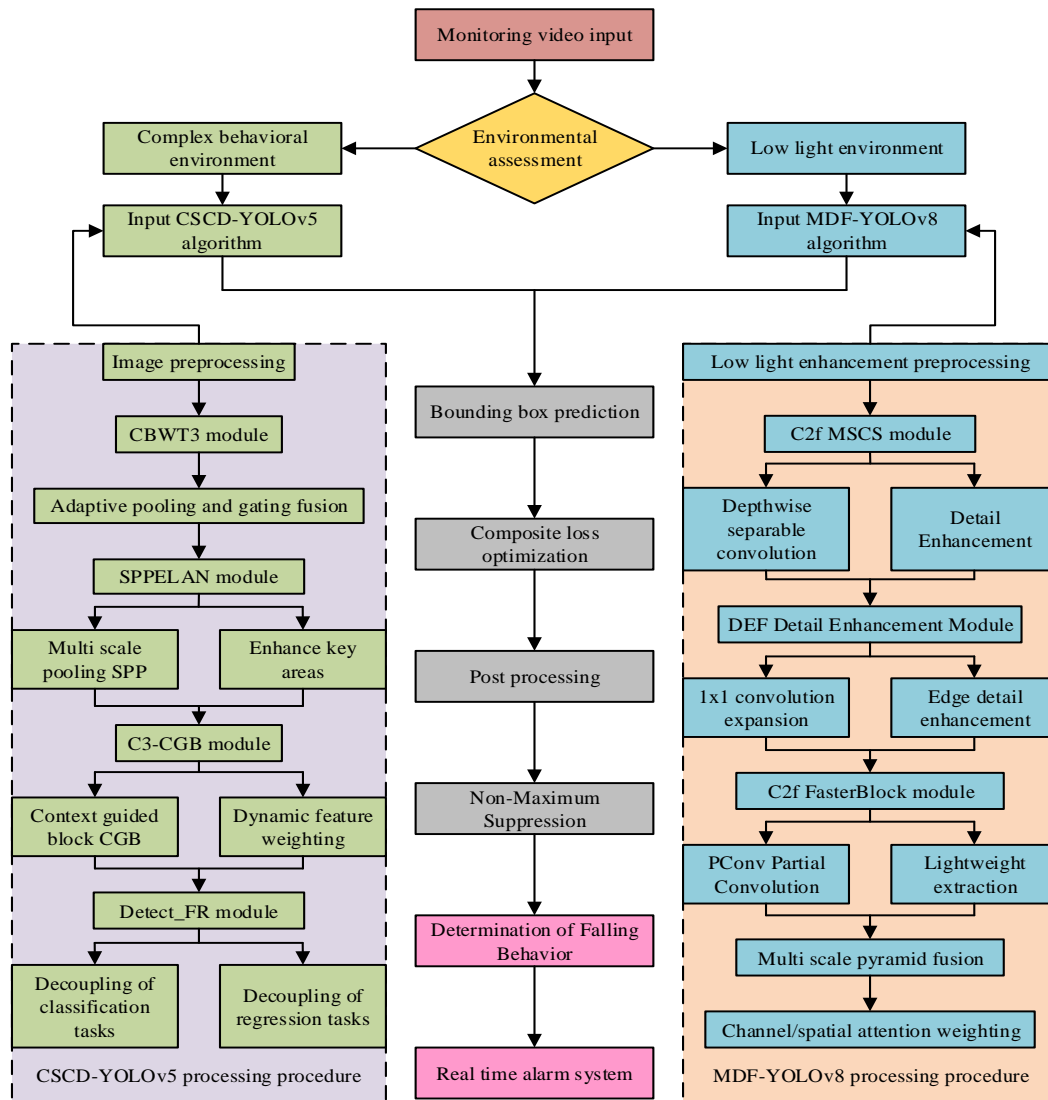 Monitoring video input
Environmental
assessment
Complex behavioral
environment
Low light environment
Input CSCD-YOLOv5
algorithm
Input MDF-YOLOv8
algorithm
Image preprocessing
CBWT3 module
Adaptive pooling and gating fusion
SPPELAN module
Multi scale
pooling SPP
Enhance key
areas
C3-CGB module
Context guided
block CGB
Dynamic feature
weighting
Detect_FR module
Decoupling of
classification
tasks
Decoupling of
regression tasks
CSCD-YOLOv5 processing procedure
Bounding box prediction
Composite loss
optimization
Post processing
Non-Maximum
Suppression
Determination of Falling
Behavior
Real time alarm system
Low light enhancement preprocessing
C2f MSCS module
Depthwise
separable
convolution
Detail
Enhancement
DEF Detail Enhancement Module
1x1 convolution
expansion
Edge detail
enhancement
C2f FasterBlock module
PConv Partial
Convolution
Lightweight
extraction
Multi scale pyramid fusion
Channel/spatial attention weighting
MDF-YOLOv8 processing procedure